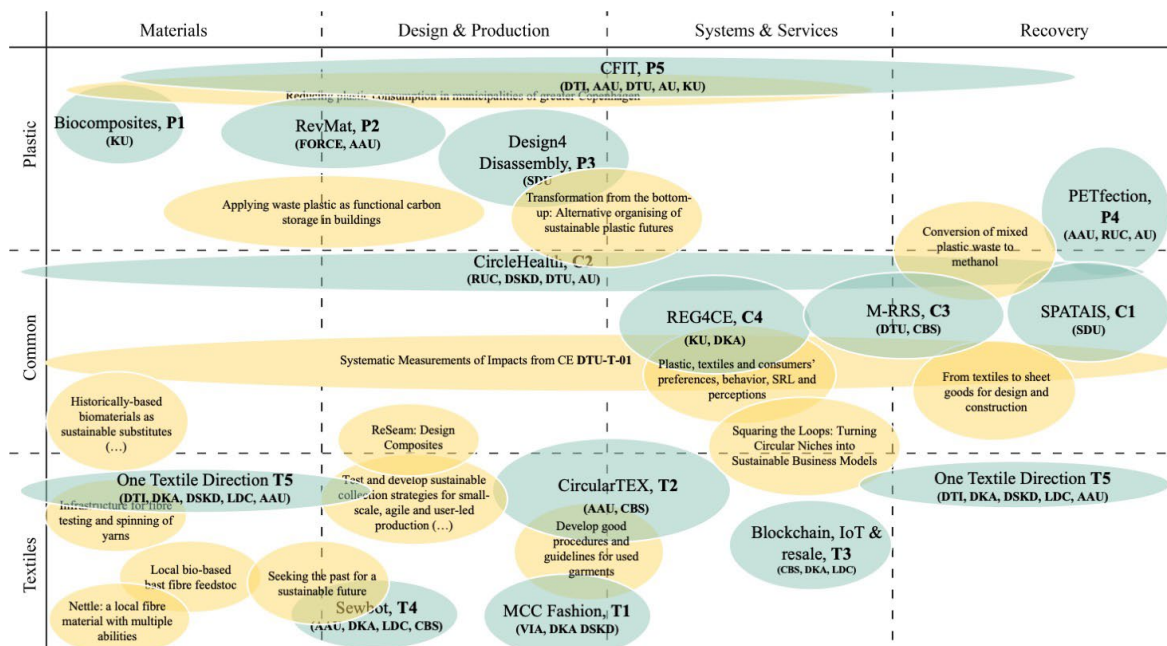 Materials
Design & Production
Systems & Services
Recovery
Plastic
CFIT, P5
(DTI, AAU, DTU, AU, KU)
Reducing plastic consumption in municipalities of greater Copenhagen
Biocomposites, P1
(KU)
RevMat, P2
(FORCE, AAU)
Design4
Disassembly, P3
(SDU)
Applying waste plastic as functional carbon
storage in buildings
Transformation from the bottom-
up: Alternative organising of
sustainable plastic futures
PETfection,
P4
(AAU, RUC, AU)
Conversion of mixed
plastic waste to
methanol
Common
CircleHealth, C2
(RUC, DSKD, DTU, AU)
REG4CE, C4
(KU, DKA)
M-RRS, C3
(DTU, CBS)
SPATAIS, C1
(SDU)
Systematic Measurements of Impacts from CE DTU-T-01
Plastic, textiles and consumers'
preferences, behavior, SRL and
perceptions
From textiles to sheet
goods for design and
construction
Historically-based
biomaterials as
sustainable substitutes
(…)
ReSeam: Design
Composites
Squaring the Loops: Turning
Circular Niches into
Sustainable Business Models
Textiles
One Textile Direction T5
(DTI, DKA, DSKD, LDC, AAU)
Infrastructure for fibre
testing and spinning of
yarns
Test and develop sustainable
collection strategies for small-
scale, agile and user-led
production (…)
CircularTEX, T2
(AAU, CBS)
One Textile Direction T5
(DTI, DKA, DSKD, LDC, AAU)
Develop good
procedures and
guidelines for used
garments
Blockchain, IoT &
resale, T3
(CBS, DKA, LDC)
Local bio-based
bast fibre feedstoc
Seeking the past for a
sustainable future
Nettle: a local fibre
material with multiple
abilities
Sewbot, T4
(AAU, DKA, LDC, CBS)
MCC Fashion, T1
(VIA, DKA DSKD)